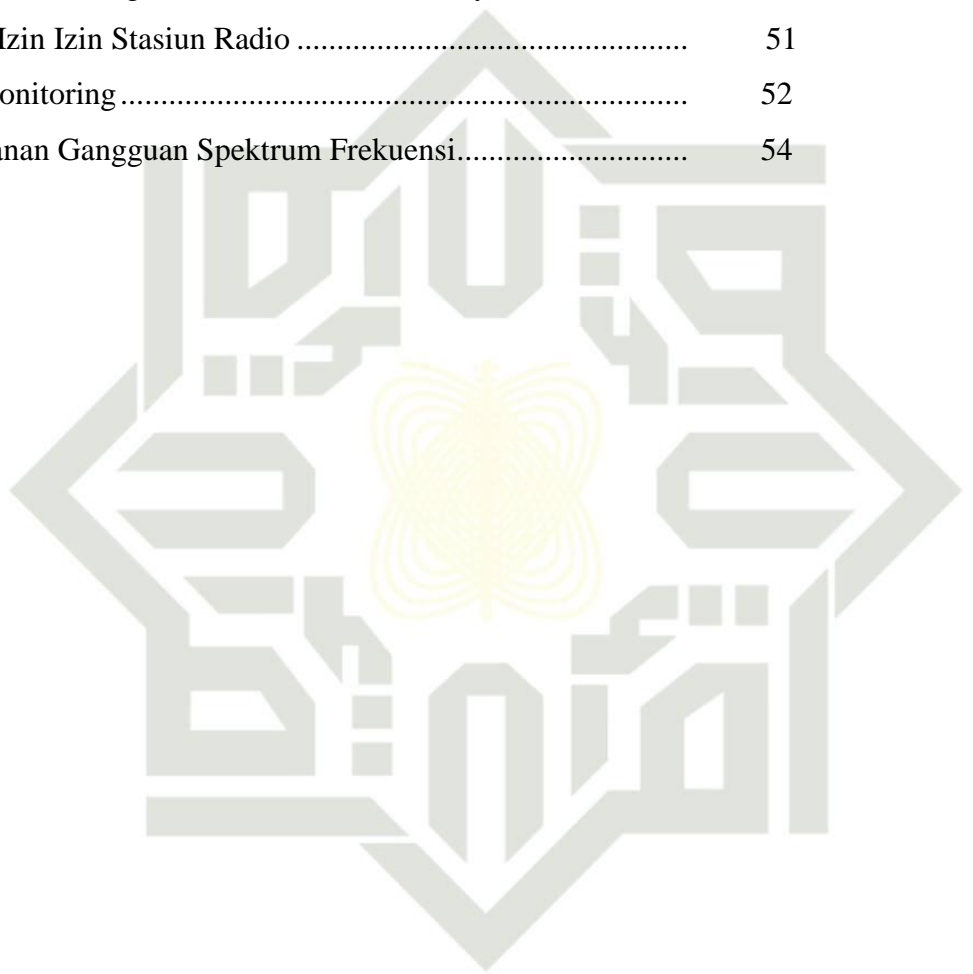 Izin Izin Stasiun Radio ................................................ 51
onitoring ...................................................................... 52
anan Gangguan Spektrum Frekuensi............................ 54